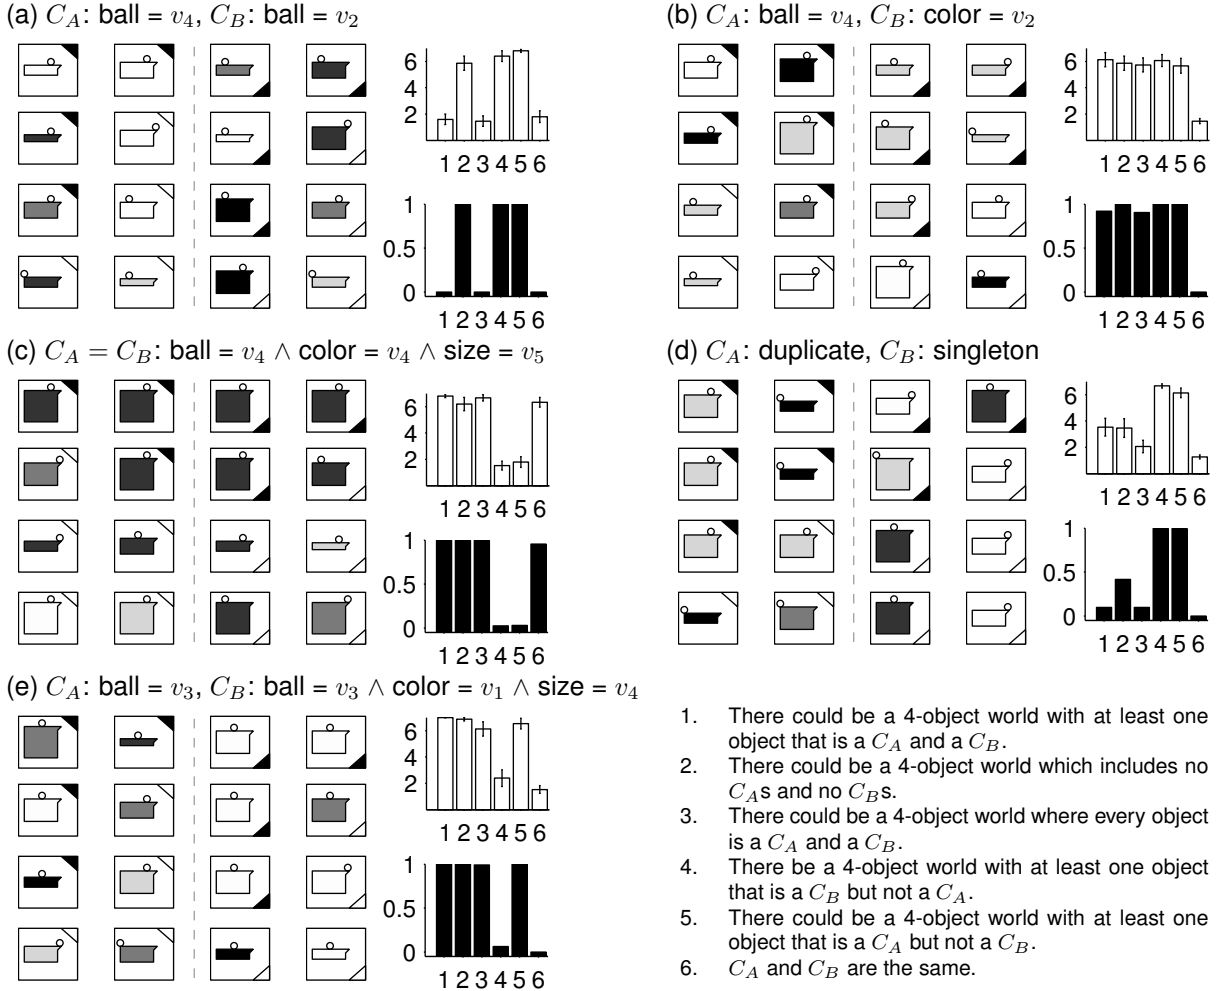 (a) C_A: ball = v_4, C_B: ball = v_2
6
4
2
1 2 3 4 5 6
1
0.5
0
1 2 3 4 5 6
(b) C_A: ball = v_4, C_B: color = v_2
6
4
2
1 2 3 4 5 6
1
0.5
0
1 2 3 4 5 6
(c) C_A = C_B: ball = v_4 ∧ color = v_4 ∧ size = v_5
6
4
2
1 2 3 4 5 6
1
0.5
0
1 2 3 4 5 6
(d) C_A: duplicate, C_B: singleton
6
4
2
1 2 3 4 5 6
1
0.5
0
1 2 3 4 5 6
(e) C_A: ball = v_3, C_B: ball = v_3 ∧ color = v_1 ∧ size = v_4
6
4
2
1 2 3 4 5 6
1
0.5
0
1 2 3 4 5 6
1. There could be a 4-object world with at least one
object that is a C_A and a C_B.
2. There could be a 4-object world which includes no
C_As and no C_Bs.
3. There could be a 4-object world where every object
is a C_A and a C_B.
4. There be a 4-object world with at least one object
that is a C_B but not a C_A.
5. There could be a 4-object world with at least one
object that is a C_A but not a C_B.
6. C_A and C_B are the same.